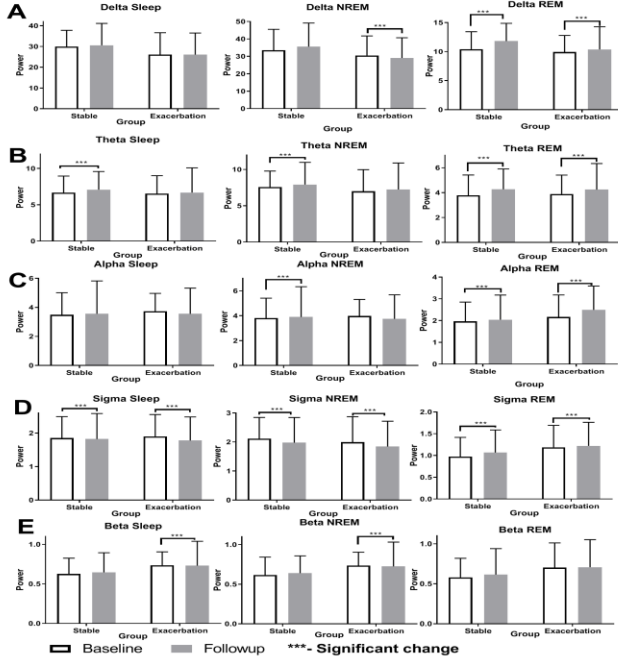 A
Delta Sleep
Delta NREM
Delta REM
Power
40
30
20
10
0
Stable
Exacerbation
Group
Power
50
40
30
20
10
0
***
Stable
Exacerbation
Group
Power
15
10
5
0
***
***
Stable
Exacerbation
Group
B
Theta Sleep
Theta NREM
Theta REM
Power
10
5
0
***
Stable
Exacerbation
Group
Power
10
5
0
***
Stable
Exacerbation
Group
Power
6
4
2
0
***
***
Stable
Exacerbation
Group
C
Alpha Sleep
Alpha NREM
Alpha REM
Power
6
4
2
0
Stable
Exacerbation
Group
Power
6
4
2
0
***
Stable
Exacerbation
Group
Power
4
3
2
1
0
***
***
Stable
Exacerbation
Group
D
Sigma Sleep
Sigma NREM
Sigma REM
Power
2
1
0
***
***
Stable
Exacerbation
Group
Power
3
2
1
0
***
***
Stable
Exacerbation
Group
Power
2.0
1.5
1.0
0.5
0.0
***
***
Stable
Exacerbation
Group
E
Beta Sleep
Beta NREM
Beta REM
Power
1.0
0.5
0.0
***
Stable
Exacerbation
Group
Power
1.0
0.5
0.0
***
Stable
Exacerbation
Group
Power
1.0
0.5
0.0
Stable
Exacerbation
Group
Baseline
Followup
***- Significant change